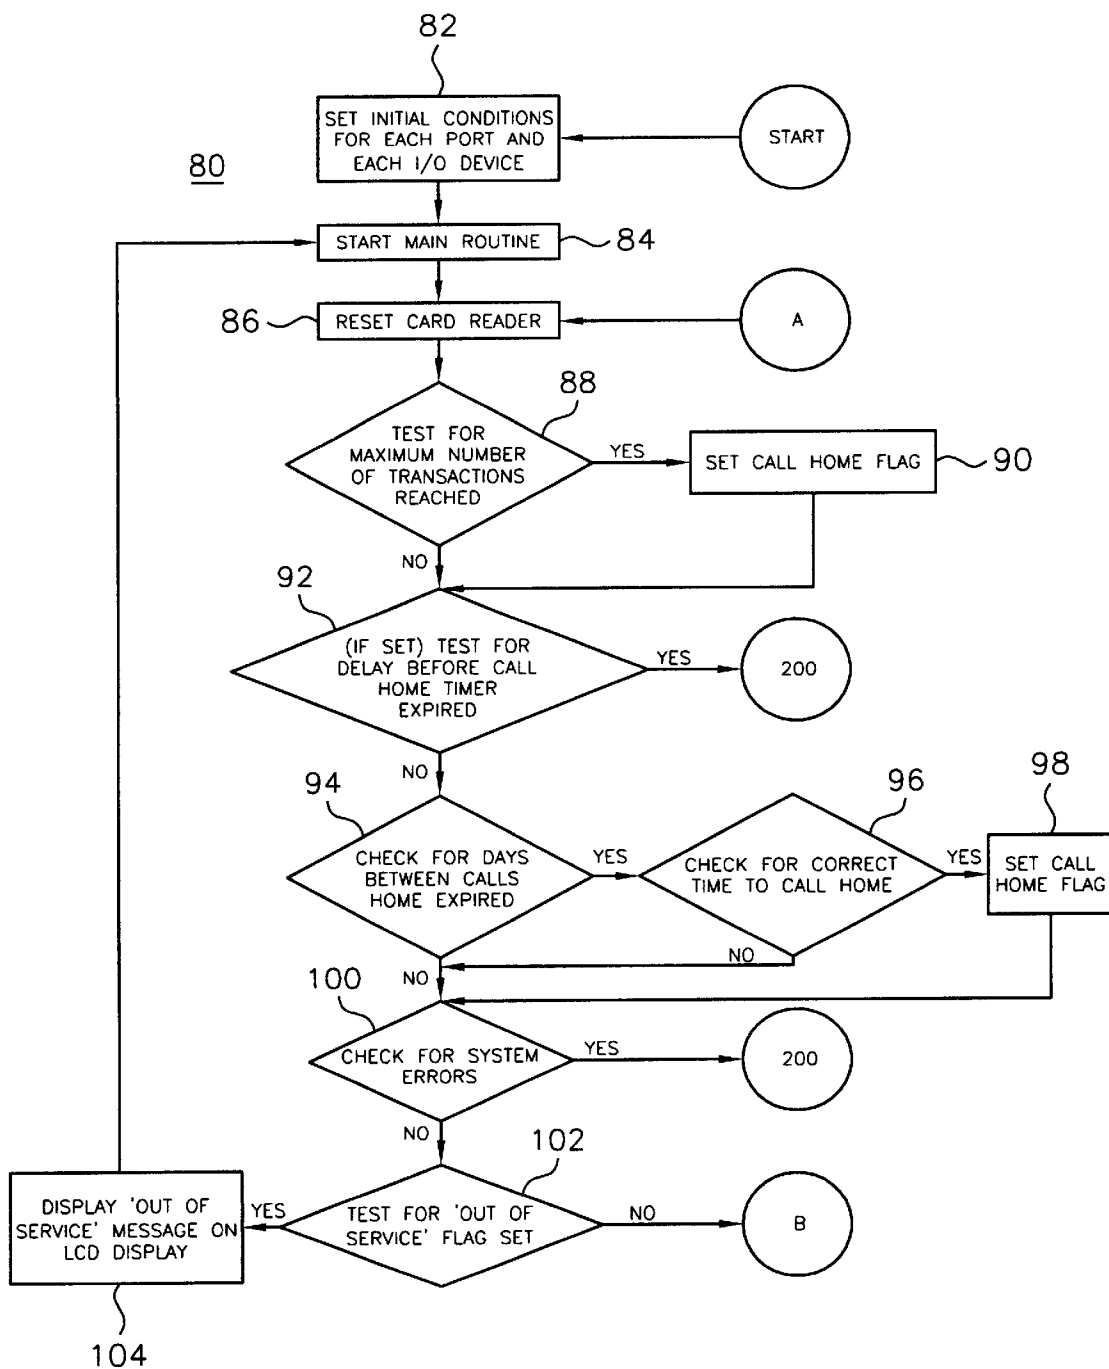 82
SET INITIAL CONDITIONS
FOR EACH PORT AND
EACH I/O DEVICE
START
80
START MAIN ROUTINE
84
86
RESET CARD READER
A
88
TEST FOR
MAXIMUM NUMBER
OF TRANSACTIONS
REACHED
YES
SET CALL HOME FLAG
90
NO
92
(IF SET) TEST FOR
DELAY BEFORE CALL
HOME TIMER
EXPIRED
YES
200
NO
94
CHECK FOR DAYS
BETWEEN CALLS
HOME EXPIRED
YES
96
CHECK FOR CORRECT
TIME TO CALL HOME
YES
98
SET CALL
HOME FLAG
NO
NO
100
CHECK FOR SYSTEM
ERRORS
YES
200
NO
102
TEST FOR 'OUT OF
SERVICE' FLAG SET
NO
B
YES
DISPLAY 'OUT OF
SERVICE' MESSAGE ON
LCD DISPLAY
104